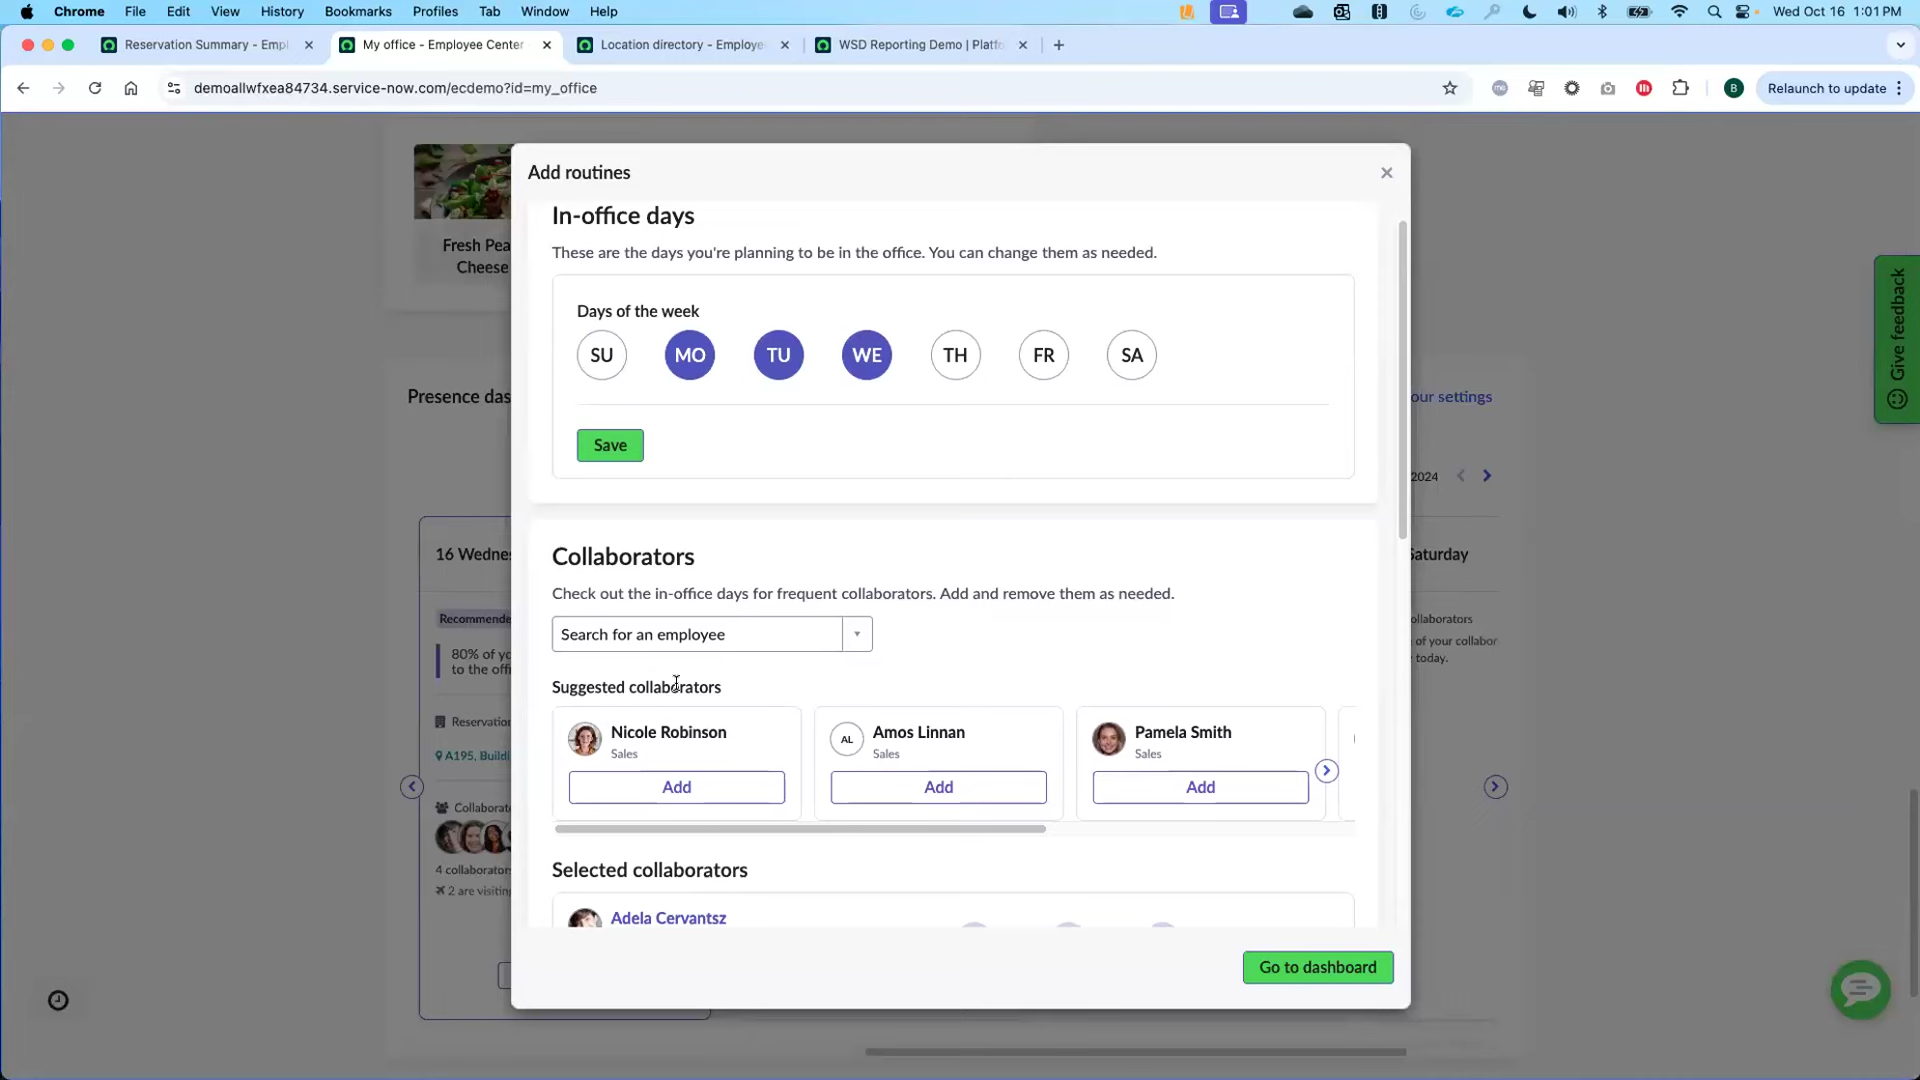 Chrome File Edit View History Bookmarks Profiles Tab Window Help Wed Oct 16 1:01 PM
Reservation Summary - Empl
My office - Employee Center
Location directory - Employe
WSD Reporting Demo | Platfo
demoallwfxea84734.service-now.com/ecdemo?id=my_office
B
Relaunch to update
Fresh Pea
Cheese
Add routines
In-office days
These are the days you're planning to be in the office. You can change them as needed.
Days of the week
SU MO TU WE TH FR SA
Save
Give feedback
Presence das
our settings
2024
16 Wednes
Saturday
Recommende
80% of yo
to the offi
Reservation
A195, Buildi
Collaborat
4 collaborators
2 are visiting
ollaborators
of your collabor
today.
Collaborators
Check out the in-office days for frequent collaborators. Add and remove them as needed.
Search for an employee
Suggested collaborators
Nicole Robinson
Sales
Add
AL
Amos Linnan
Sales
Add
Pamela Smith
Sales
Add
Selected collaborators
Adela Cervantsz
Go to dashboard